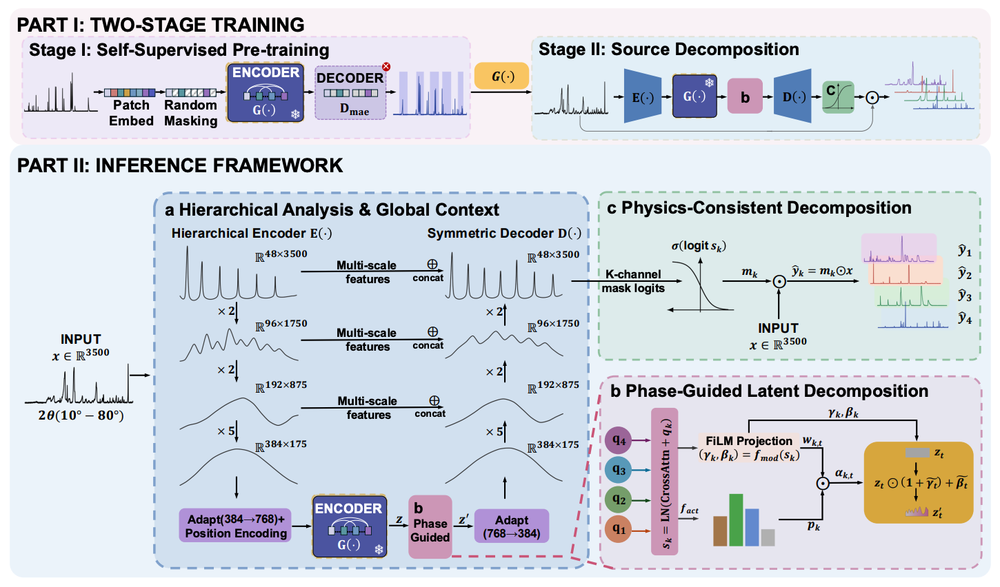 PART I: TWO-STAGE TRAINING
Stage I: Self-Supervised Pre-training
Patch
Embed
Random
Masking
ENCODER
G(·)
DECODER
D_mae
G(·)
Stage II: Source Decomposition
E(·)
G(·)
b
D(·)
C
PART II: INFERENCE FRAMEWORK
INPUT
x ∈ ℝ^3500
2θ(10° − 80°)
a Hierarchical Analysis & Global Context
Hierarchical Encoder E(·)
Symmetric Decoder D(·)
ℝ^48×3500
Multi-scale
features
⊕
concat
ℝ^48×3500
× 2
× 2
ℝ^96×1750
Multi-scale
features
⊕
concat
ℝ^96×1750
× 2
× 2
ℝ^192×875
Multi-scale
features
⊕
concat
ℝ^192×875
× 5
× 5
ℝ^384×175
ℝ^384×175
Adapt(384→768)+
Position Encoding
ENCODER
G(·)
z
b
Phase
Guided
z′
Adapt
(768→384)
c Physics-Consistent Decomposition
K-channel
mask logits
σ(logit s_k)
m_k
ŷ_k = m_k⊙x
INPUT
x ∈ ℝ^3500
ŷ_1
ŷ_2
ŷ_3
ŷ_4
b Phase-Guided Latent Decomposition
q_4
q_3
q_2
q_1
s_k = LN(CrossAttn + q_k)
FiLM Projection
(γ_k, β_k) = f_mod(s_k)
f_act
γ_k, β_k
w_k,t
p_k
α_k,t
z_t
z_t ⊙ (1 + γ̃_t) + β̃_t
z′_t